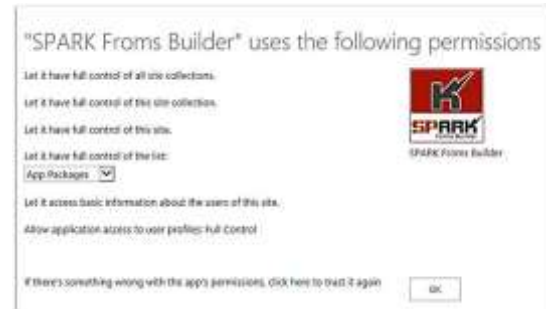 "SPARK Froms Builder" uses the following permissions
Let it have full control of all site collections.
Let it have full control of this site collection.
Let it have full control of this site.
Let it have full control of the list:
App Packages
Let it access basic information about the users of this site.
Allow application access to user profiles: Full Control
If there's something wrong with the app's permissions, click here to trust it again
K
SPARK
Forms Builder
SPARK Froms Builder
OK